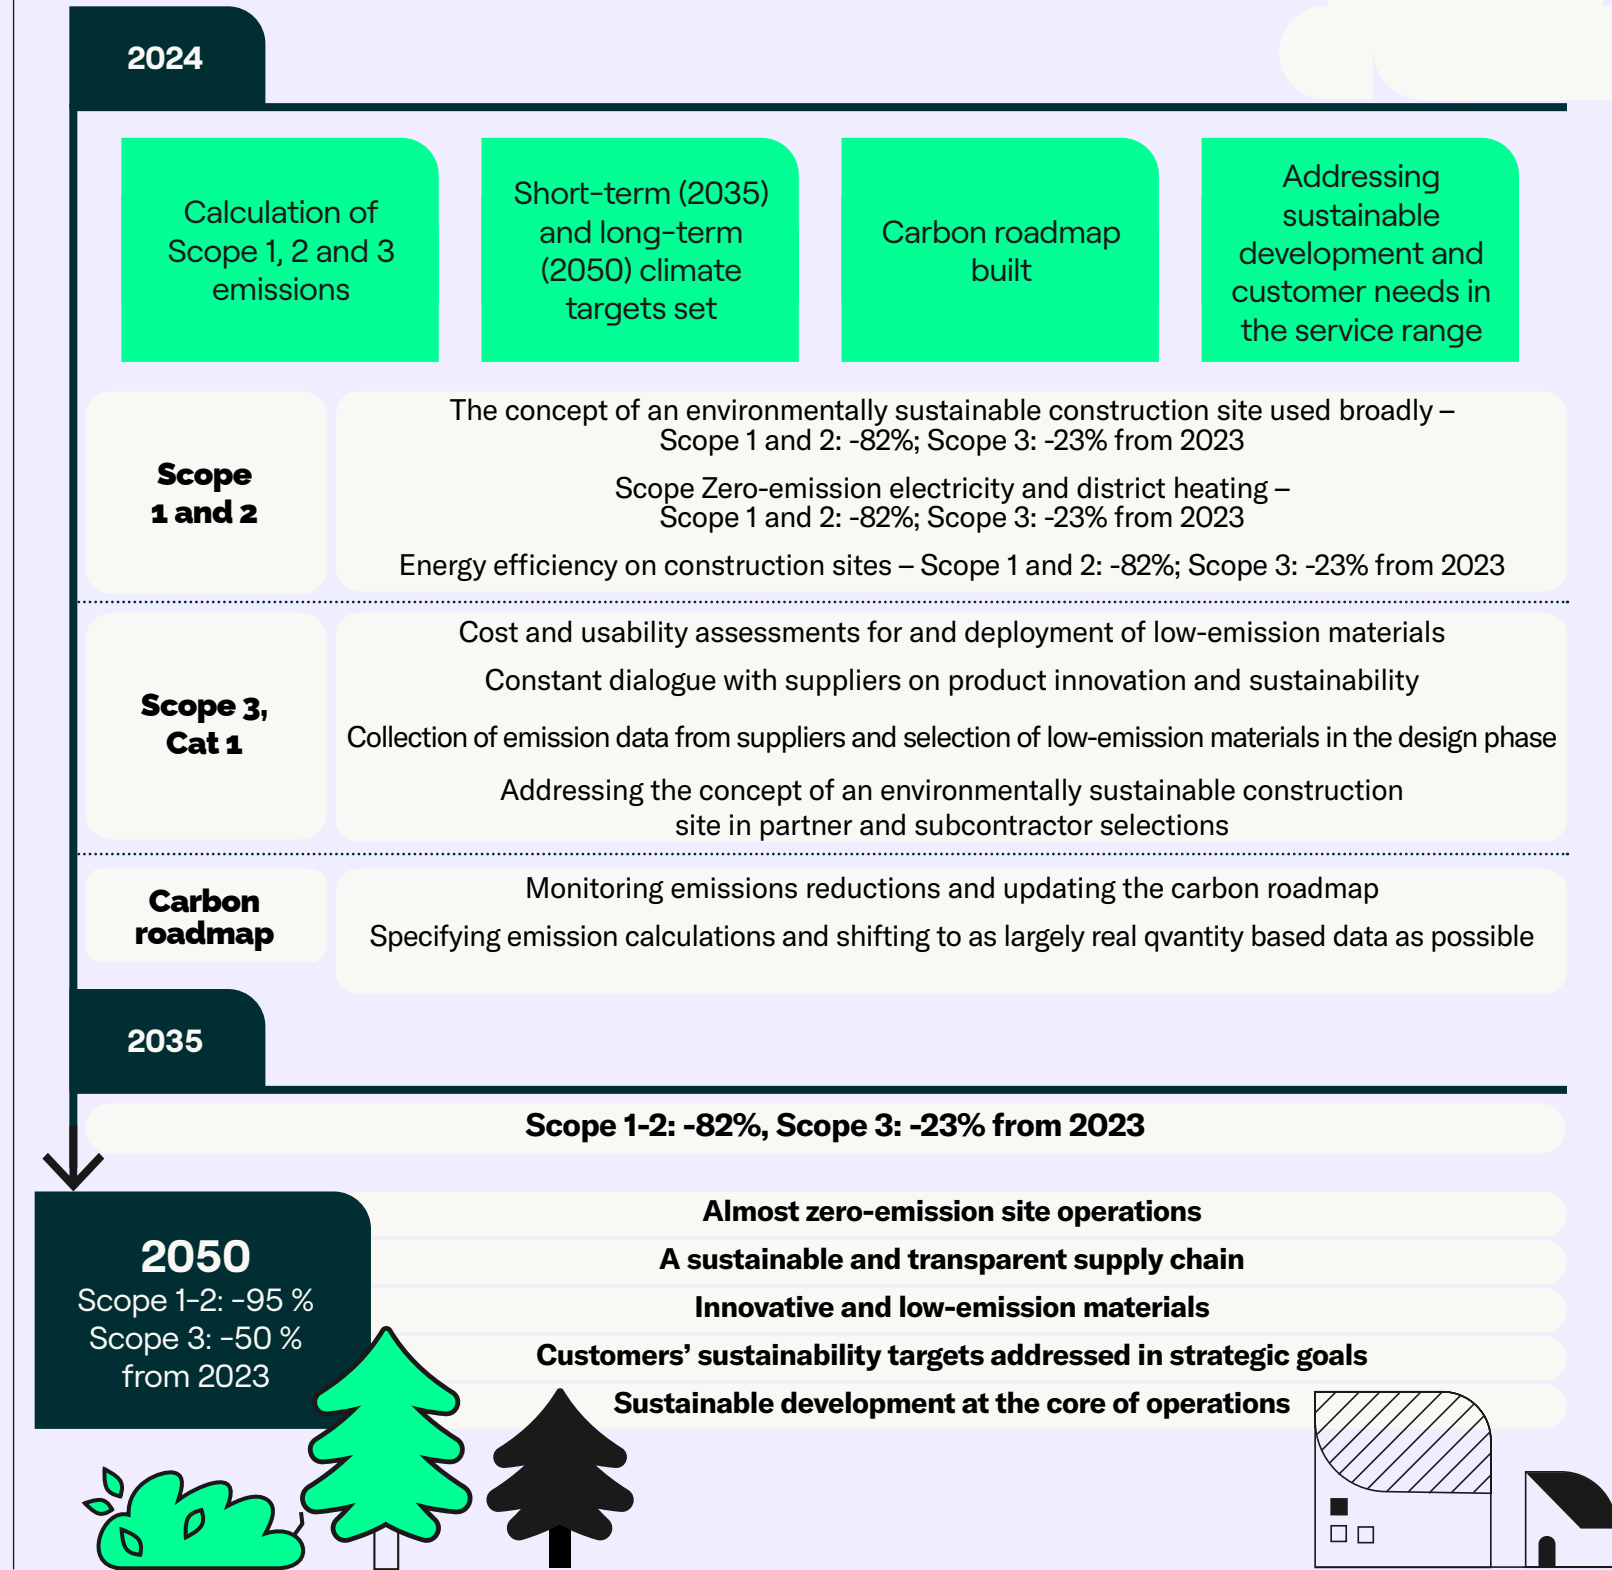 2024
Calculation of
Scope 1, 2 and 3
emissions
Short-term (2035)
and long-term
(2050) climate
targets set
Carbon roadmap
built
Addressing
sustainable
development and
customer needs in
the service range
Scope
1 and 2
The concept of an environmentally sustainable construction site used broadly –
Scope 1 and 2: -82%; Scope 3: -23% from 2023
Scope Zero-emission electricity and district heating –
Scope 1 and 2: -82%; Scope 3: -23% from 2023
Energy efficiency on construction sites – Scope 1 and 2: -82%; Scope 3: -23% from 2023
Scope 3,
Cat 1
Cost and usability assessments for and deployment of low-emission materials
Constant dialogue with suppliers on product innovation and sustainability
Collection of emission data from suppliers and selection of low-emission materials in the design phase
Addressing the concept of an environmentally sustainable construction
site in partner and subcontractor selections
Carbon
roadmap
Monitoring emissions reductions and updating the carbon roadmap
Specifying emission calculations and shifting to as largely real qvantity based data as possible
2035
Scope 1-2: -82%, Scope 3: -23% from 2023
2050
Scope 1-2: -95 %
Scope 3: -50 %
from 2023
Almost zero-emission site operations
A sustainable and transparent supply chain
Innovative and low-emission materials
Customers’ sustainability targets addressed in strategic goals
Sustainable development at the core of operations